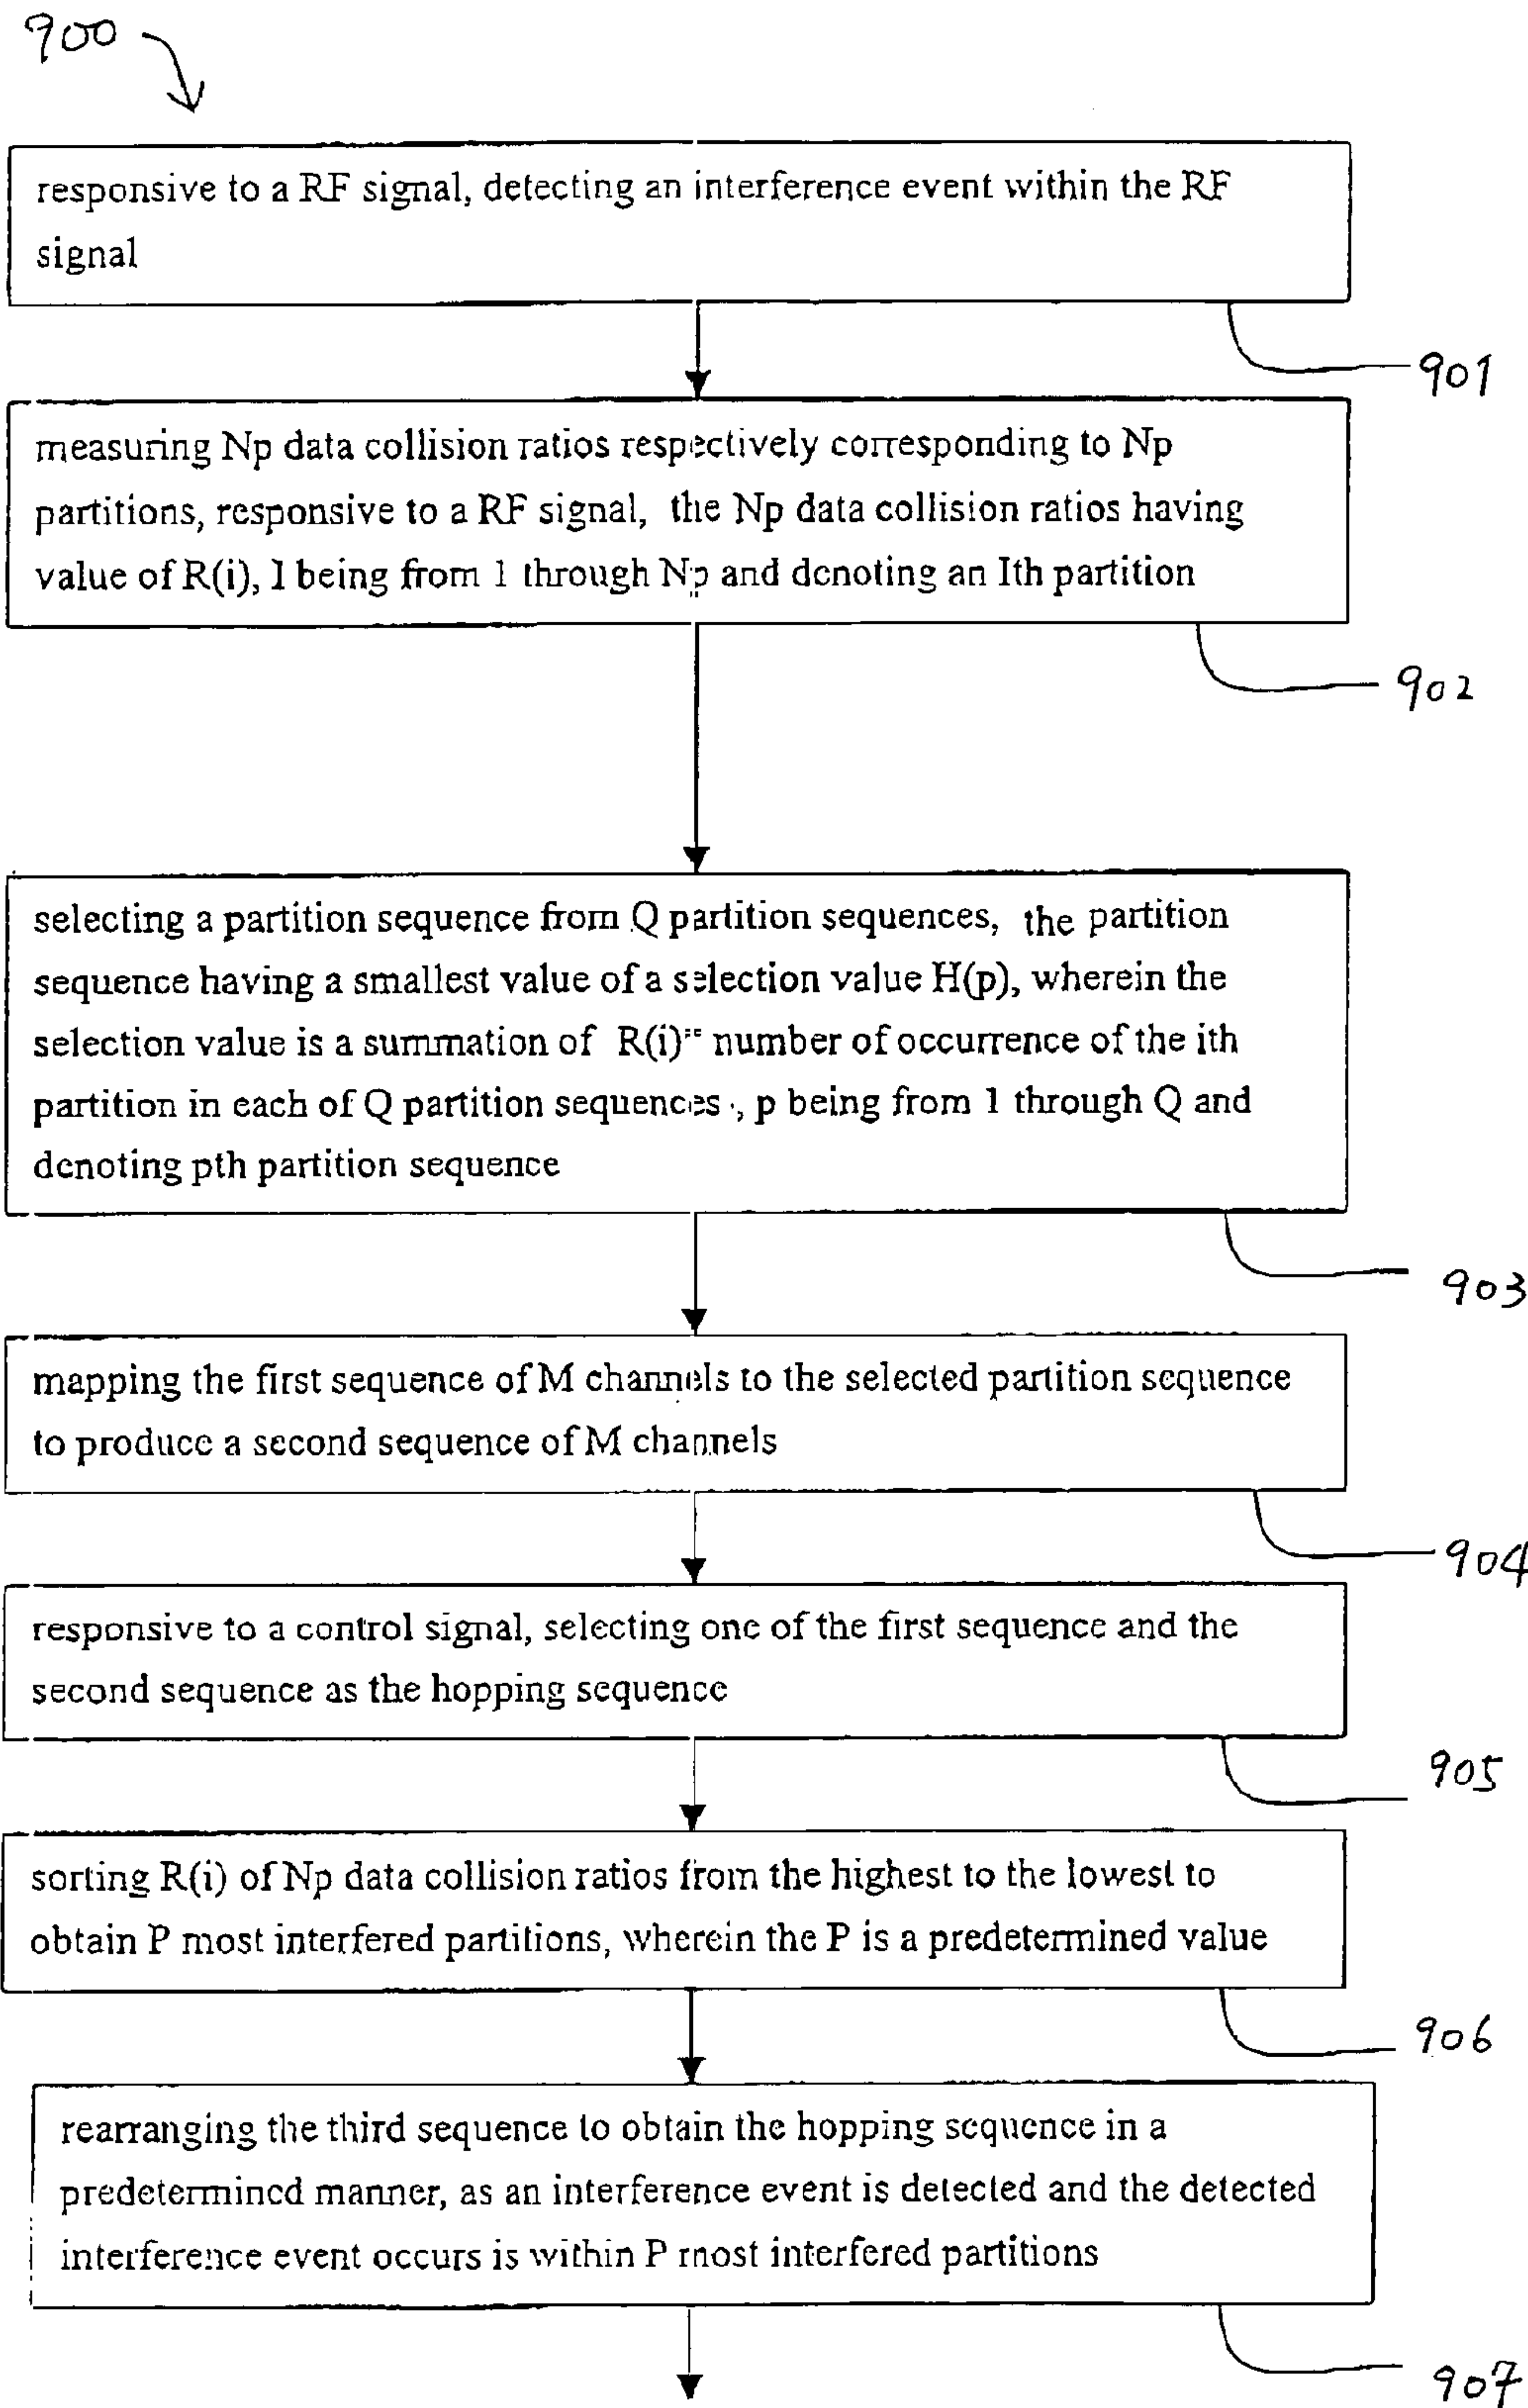 900
responsive to a RF signal, detecting an interference event within the RF
signal
901
measuring Np data collision ratios respectively corresponding to Np
partitions, responsive to a RF signal, the Np data collision ratios having
value of R(i), I being from 1 through Np and denoting an Ith partition
902
selecting a partition sequence from Q partition sequences, the partition
sequence having a smallest value of a selection value H(p), wherein the
selection value is a summation of R(i)* number of occurrence of the ith
partition in each of Q partition sequences , p being from 1 through Q and
denoting pth partition sequence
903
mapping the first sequence of M channels to the selected partition sequence
to produce a second sequence of M channels
904
responsive to a control signal, selecting one of the first sequence and the
second sequence as the hopping sequence
905
sorting R(i) of Np data collision ratios from the highest to the lowest to
obtain P most interfered partitions, wherein the P is a predetermined value
906
rearranging the third sequence to obtain the hopping sequence in a
predetermined manner, as an interference event is detected and the detected
interference event occurs is within P most interfered partitions
907